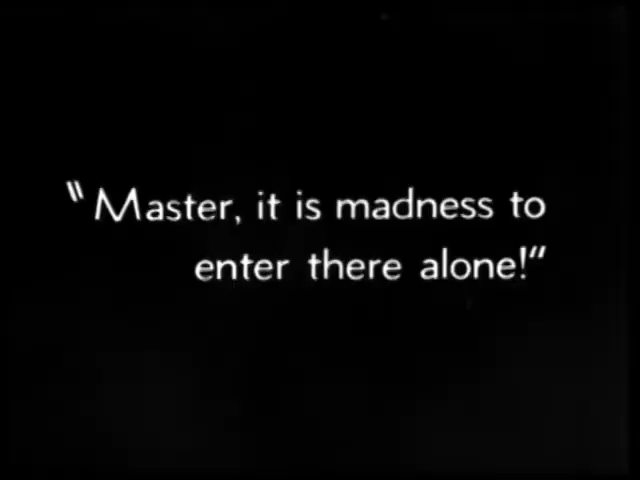 "Master, it is madness to
enter there alone!"